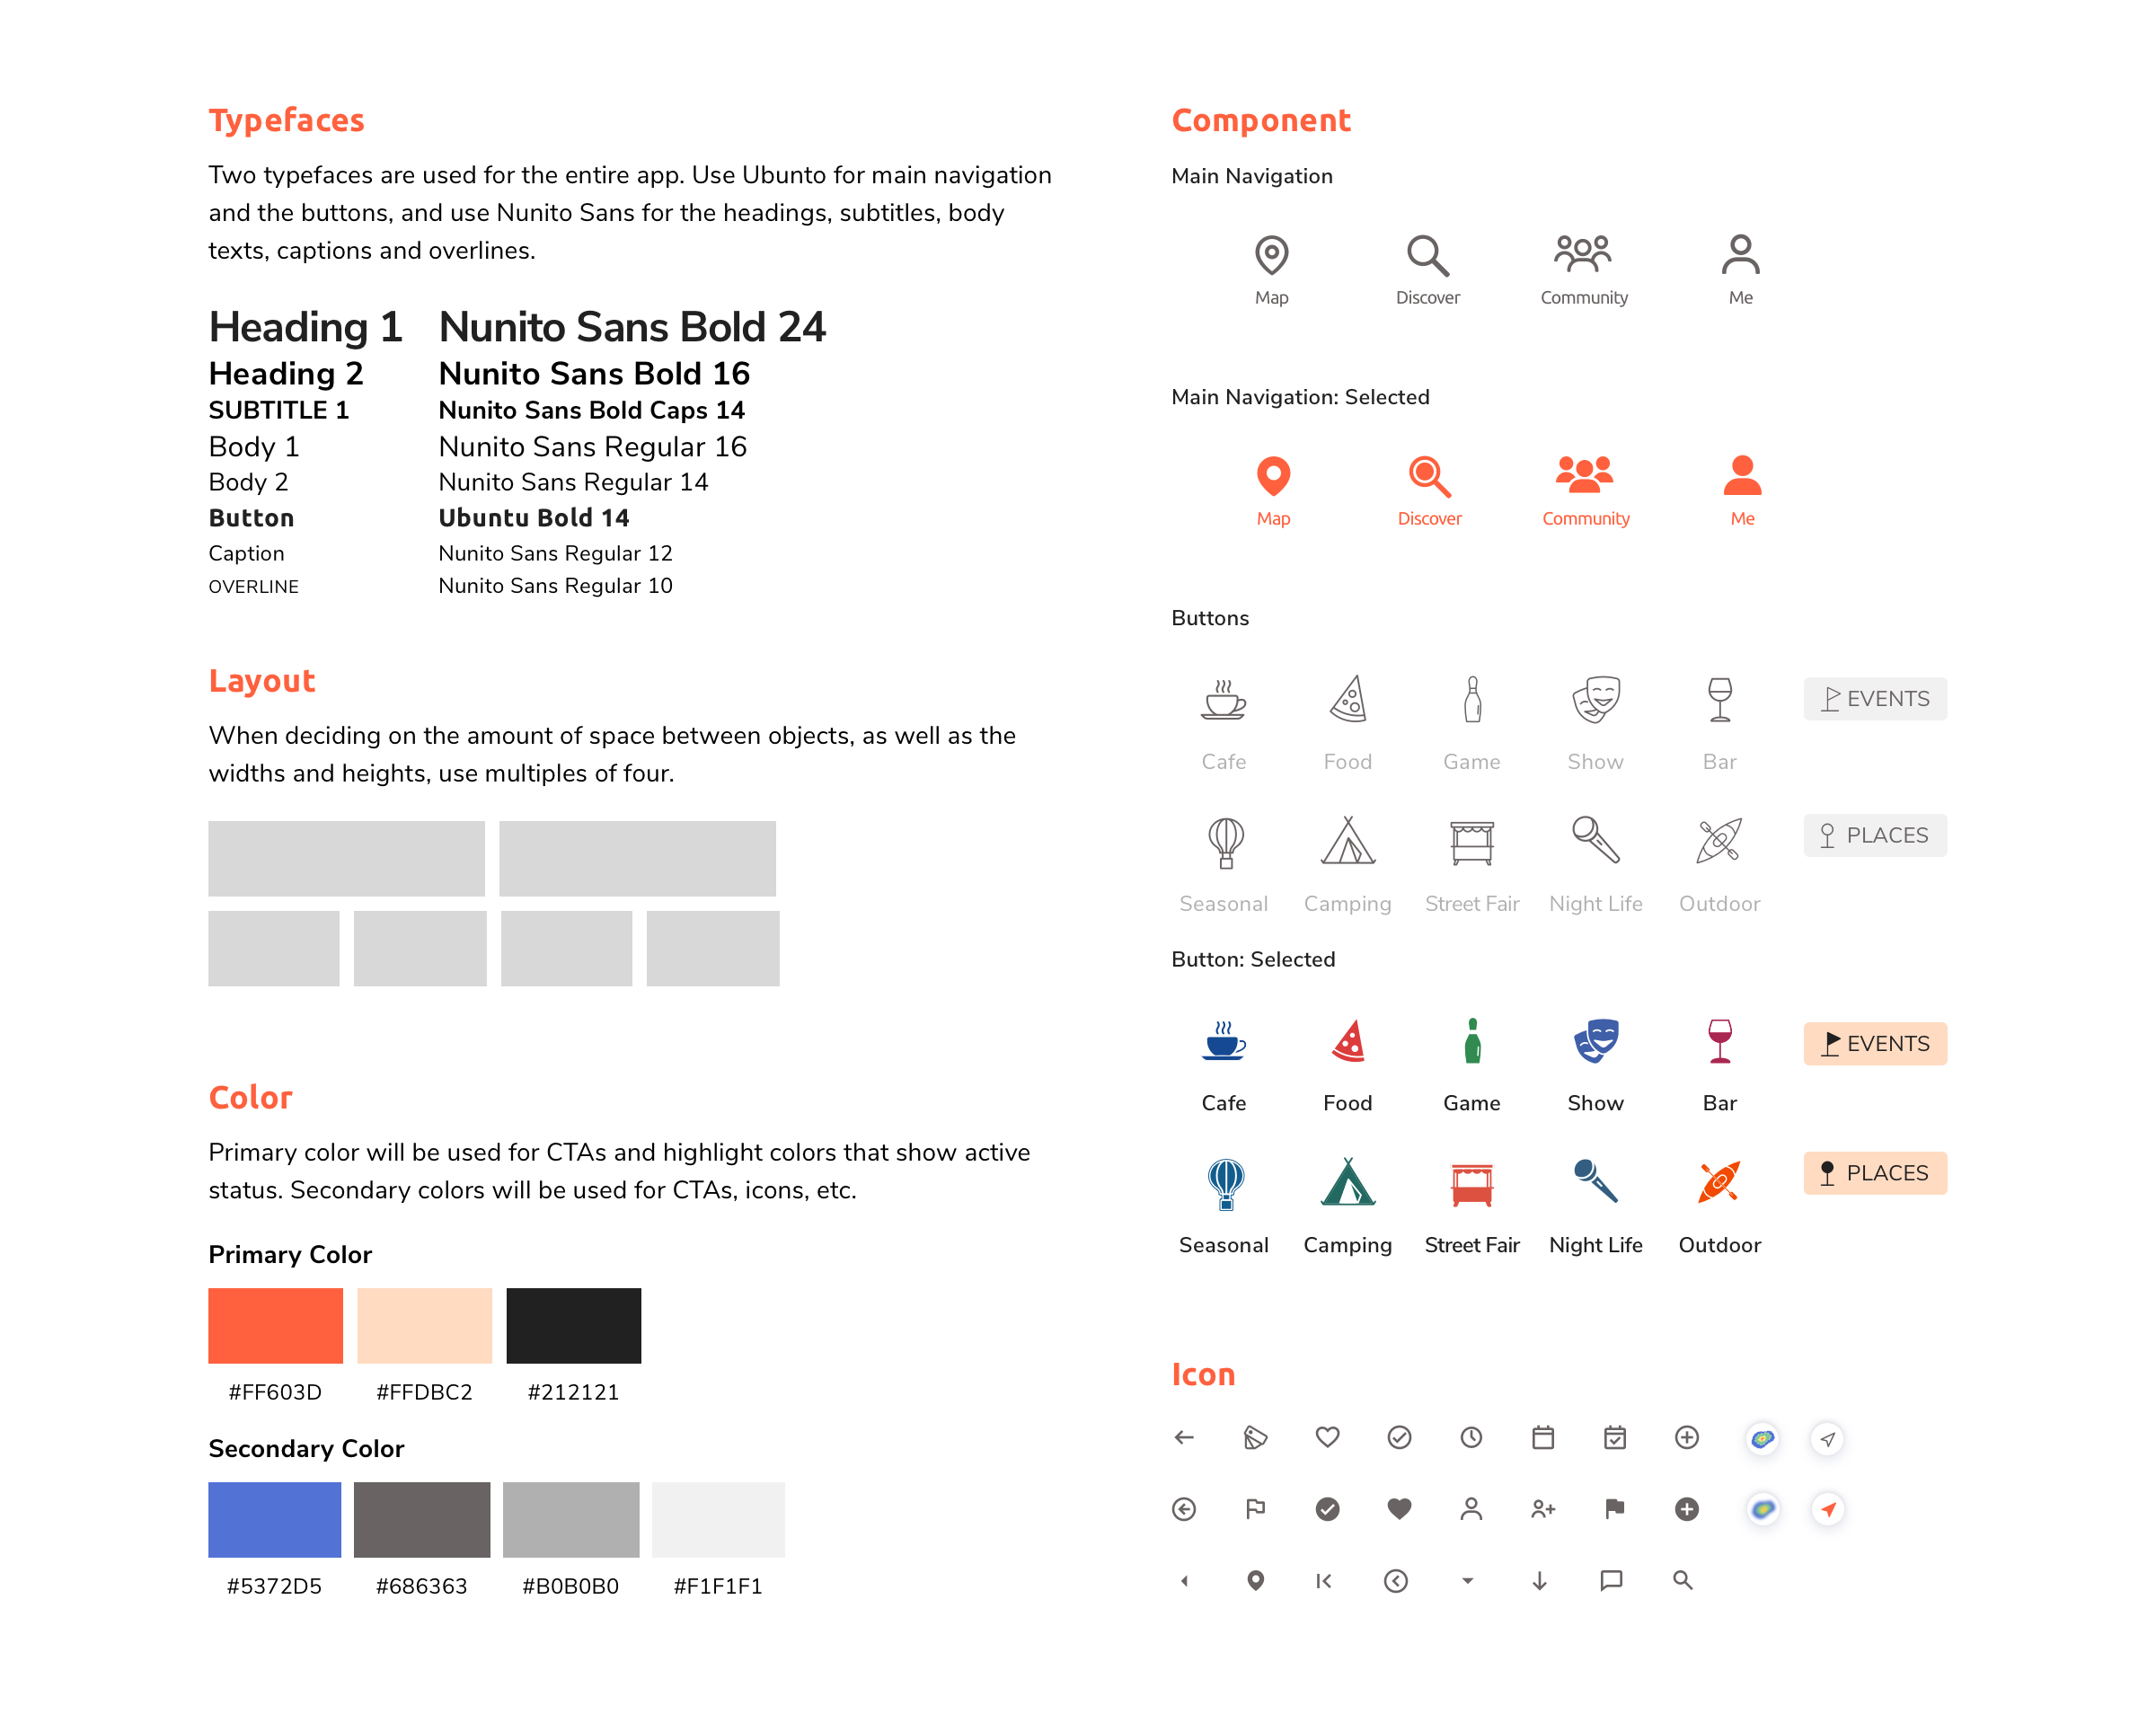 Typefaces
Two typefaces are used for the entire app. Use Ubunto for main navigation
and the buttons, and use Nunito Sans for the headings, subtitles, body
texts, captions and overlines.
Heading 1 Nunito Sans Bold 24
Heading 2 Nunito Sans Bold 16
SUBTITLE 1 Nunito Sans Bold Caps 14
Body 1 Nunito Sans Regular 16
Body 2 Nunito Sans Regular 14
Button Ubuntu Bold 14
Caption Nunito Sans Regular 12
OVERLINE Nunito Sans Regular 10
Layout
When deciding on the amount of space between objects, as well as the
widths and heights, use multiples of four.
Color
Primary color will be used for CTAs and highlight colors that show active
status. Secondary colors will be used for CTAs, icons, etc.
Primary Color
#FF603D #FFDBC2 #212121
Secondary Color
#5372D5 #686363 #B0B0B0 #F1F1F1
Component
Main Navigation
Map Discover Community Me
Main Navigation: Selected
Map Discover Community Me
Buttons
EVENTS
Cafe Food Game Show Bar
PLACES
Seasonal Camping Street Fair Night Life Outdoor
Button: Selected
EVENTS
Cafe Food Game Show Bar
PLACES
Seasonal Camping Street Fair Night Life Outdoor
Icon